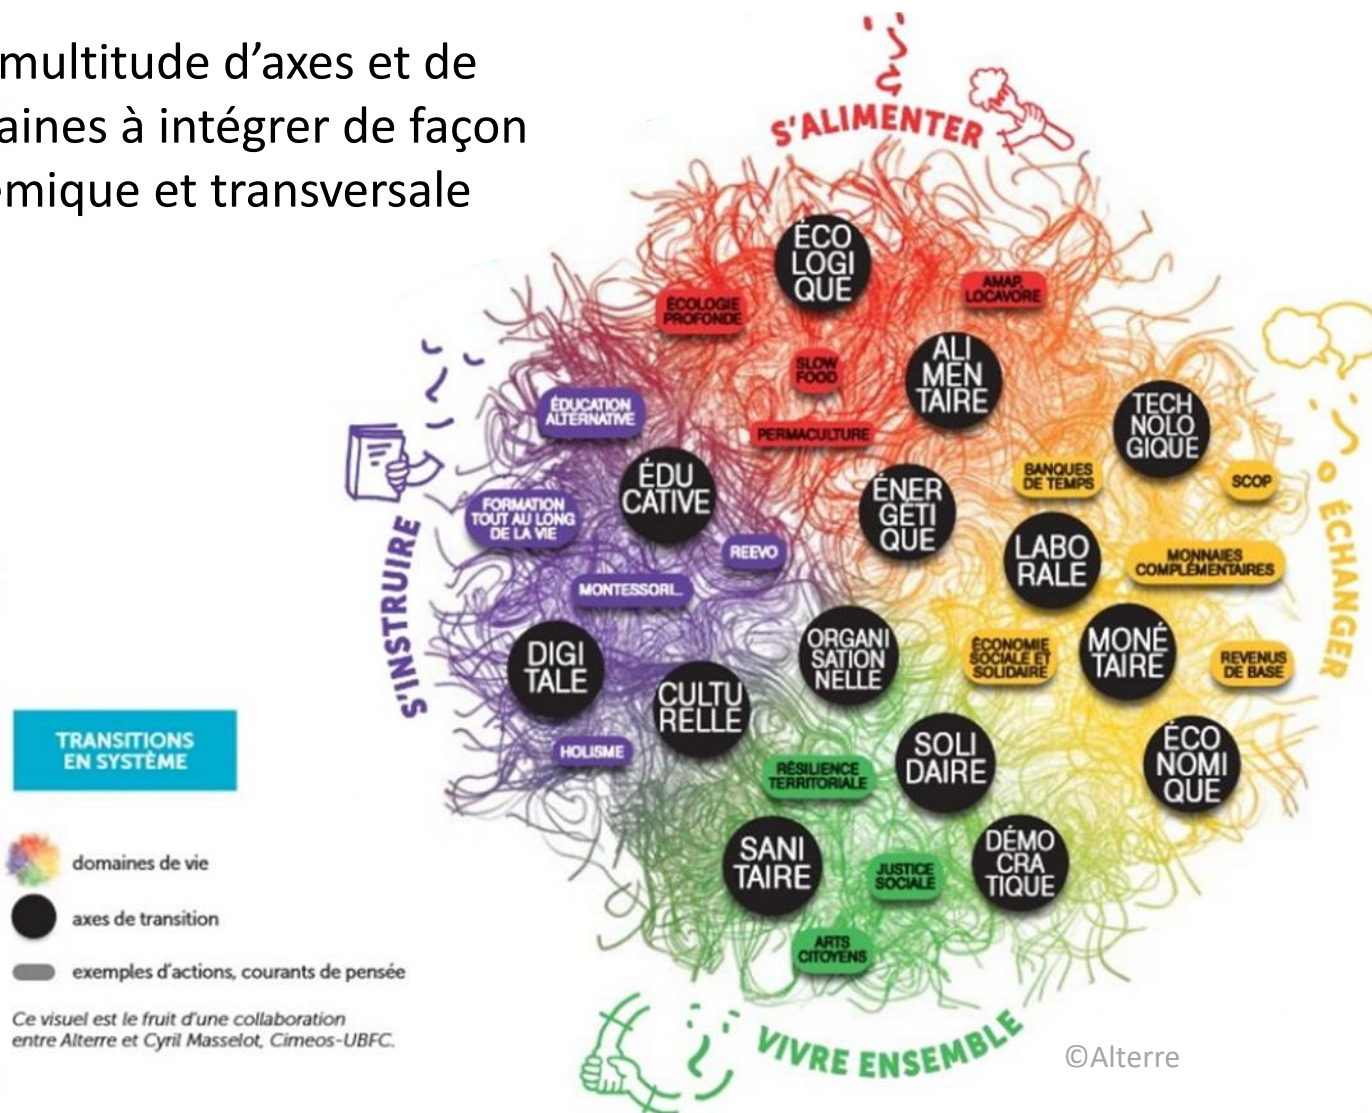 multitude d'axes et de
aines à intégrer de façon
émique et transversale
S'ALIMENTER
ÉCO
LOGI
QUE
ÉCOLOGIE
PROFONDE
AMAP,
LOCAVORE
SLOW
FOOD
ALI
MEN
TAIRE
PERMACULTURE
TECH
NOLO
GIQUE
ÉDUCATION
ALTERNATIVE
ÉDU
CATIVE
FORMATION
TOUT AU LONG
DE LA VIE
REEVO
MONTESSORI...
S'INSTRUIRE
ÉNER
GÉTI
QUE
BANQUES
DE TEMPS
SCOP
LABO
RALE
MONNAIES
COMPLÉMENTAIRES
ÉCHANGER
DIGI
TALE
CULTU
RELLE
HOLISME
ORGANI
SATION
NELLE
ÉCONOMIE
SOCIALE ET
SOLIDAIRE
MONÉ
TAIRE
REVENUS
DE BASE
RÉSILIENCE
TERRITORIALE
SOLI
DAIRE
ÉCO
NOMI
QUE
SANI
TAIRE
JUSTICE
SOCIALE
DÉMO
CRA
TIQUE
ARTS
CITOYENS
VIVRE ENSEMBLE
TRANSITIONS
EN SYSTÈME
domaines de vie
axes de transition
exemples d'actions, courants de pensée
Ce visuel est le fruit d'une collaboration
entre Alterre et Cyril Masselot, Cimeos-UBFC.
©Alterre